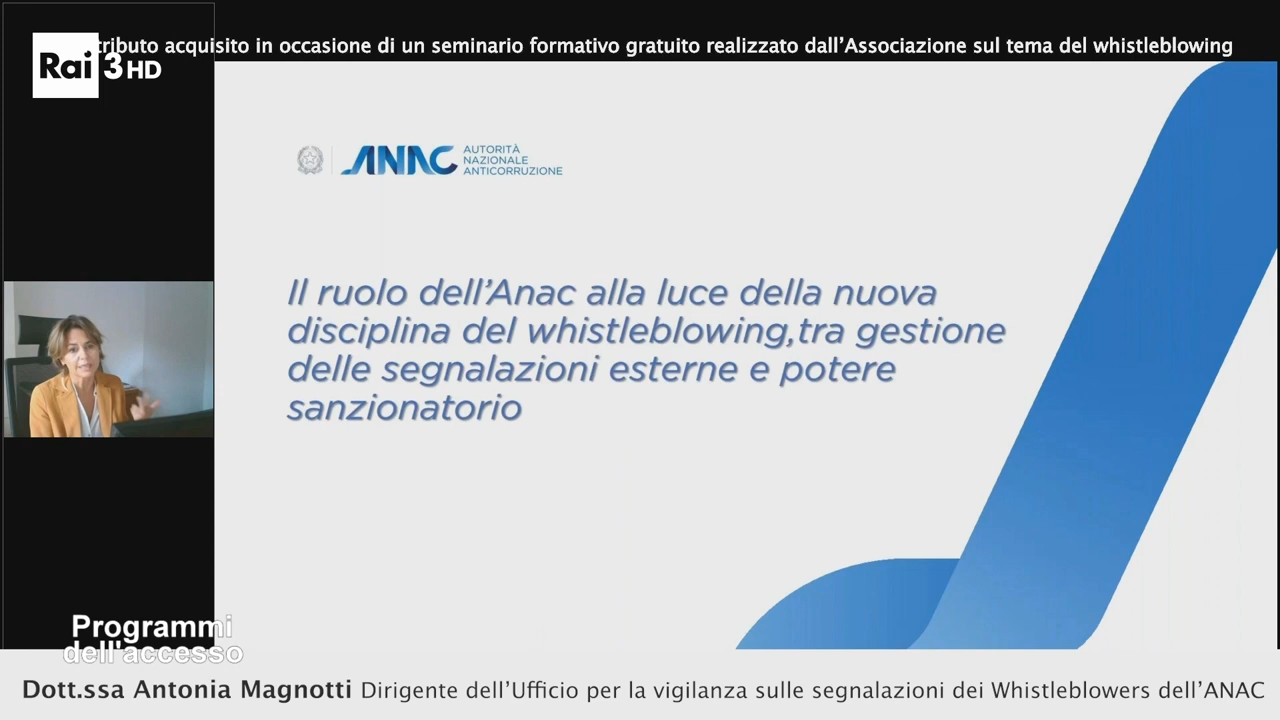 tributo acquisito in occasione di un seminario formativo gratuito realizzato dall'Associazione sul tema del whistleblowing
Rai 3 HD
ANAC AUTORITÀ
NAZIONALE
ANTICORRUZIONE
Il ruolo dell'Anac alla luce della nuova
disciplina del whistleblowing,tra gestione
delle segnalazioni esterne e potere
sanzionatorio
Programmi
dell'accesso
Dott.ssa Antonia Magnotti Dirigente dell'Ufficio per la vigilanza sulle segnalazioni dei Whistleblowers dell'ANAC